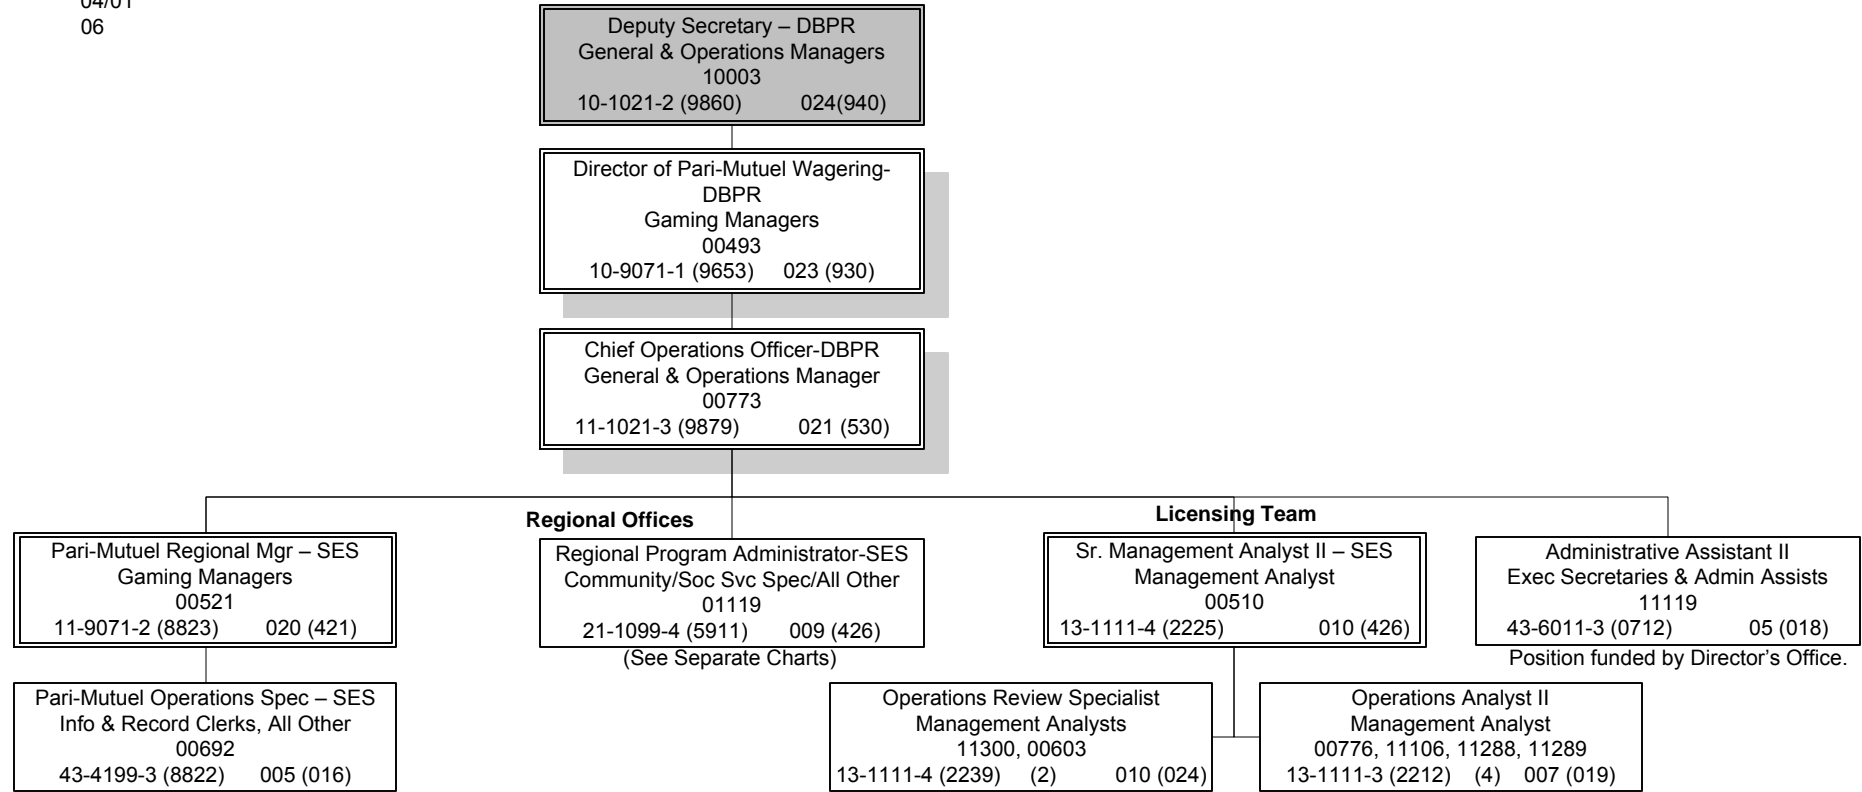 06
Deputy Secretary – DBPR
General & Operations Managers
10003
10-1021-2 (9860) 024(940)
Director of Pari-Mutuel Wagering-
DBPR
Gaming Managers
00493
10-9071-1 (9653) 023 (930)
Chief Operations Officer-DBPR
General & Operations Manager
00773
11-1021-3 (9879) 021 (530)
Regional Offices
Licensing Team
Pari-Mutuel Regional Mgr – SES
Gaming Managers
00521
11-9071-2 (8823) 020 (421)
Regional Program Administrator-SES
Community/Soc Svc Spec/All Other
01119
21-1099-4 (5911) 009 (426)
(See Separate Charts)
Sr. Management Analyst II – SES
Management Analyst
00510
13-1111-4 (2225) 010 (426)
Administrative Assistant II
Exec Secretaries & Admin Assists
11119
43-6011-3 (0712) 05 (018)
Position funded by Director’s Office.
Pari-Mutuel Operations Spec – SES
Info & Record Clerks, All Other
00692
43-4199-3 (8822) 005 (016)
Operations Review Specialist
Management Analysts
11300, 00603
13-1111-4 (2239) (2) 010 (024)
Operations Analyst II
Management Analyst
00776, 11106, 11288, 11289
13-1111-3 (2212) (4) 007 (019)